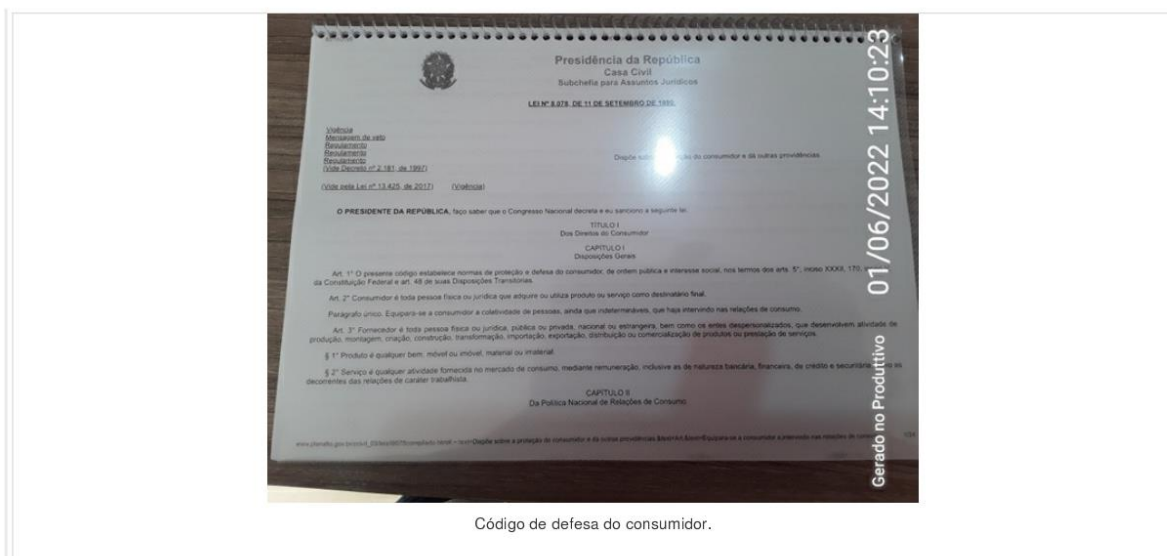 Presidência da República
Casa Civil
Subchefia para Assuntos Jurídicos
LEI Nº 8.078, DE 11 DE SETEMBRO DE 1990.
Vigência
Mensagem de veto
Regulamento
Regulamento
Regulamento
(Vide Decreto nº 2.181, de 1997)
Dispõe sobre do consumidor e dá outras providências.
(Vide pela Lei nº 13.425, de 2017) (Vigência)
O PRESIDENTE DA REPÚBLICA, faço saber que o Congresso Nacional decreta e eu sanciono a seguinte lei:
TÍTULO I
Dos Direitos do Consumidor
CAPÍTULO I
Disposições Gerais
Art. 1° O presente código estabelece normas de proteção e defesa do consumidor, de ordem pública e interesse social, nos termos dos arts. 5°, inciso XXXII, 170,
da Constituição Federal e art. 48 de suas Disposições Transitórias.
Art. 2° Consumidor é toda pessoa física ou jurídica que adquire ou utiliza produto ou serviço como destinatário final.
Parágrafo único. Equipara-se a consumidor a coletividade de pessoas, ainda que indetermináveis, que haja intervindo nas relações de consumo.
Art. 3° Fornecedor é toda pessoa física ou jurídica, pública ou privada, nacional ou estrangeira, bem como os entes despersonalizados, que desenvolvem atividade de
produção, montagem, criação, construção, transformação, importação, exportação, distribuição ou comercialização de produtos ou prestação de serviços.
§ 1° Produto é qualquer bem, móvel ou imóvel, material ou imaterial.
§ 2° Serviço é qualquer atividade fornecida no mercado de consumo, mediante remuneração, inclusive as de natureza bancária, financeira, de crédito e securitária, as
decorrentes das relações de caráter trabalhista.
CAPÍTULO II
Da Política Nacional de Relações de Consumo
Gerado no Produttivo 01/06/2022 14:10:23
Código de defesa do consumidor.